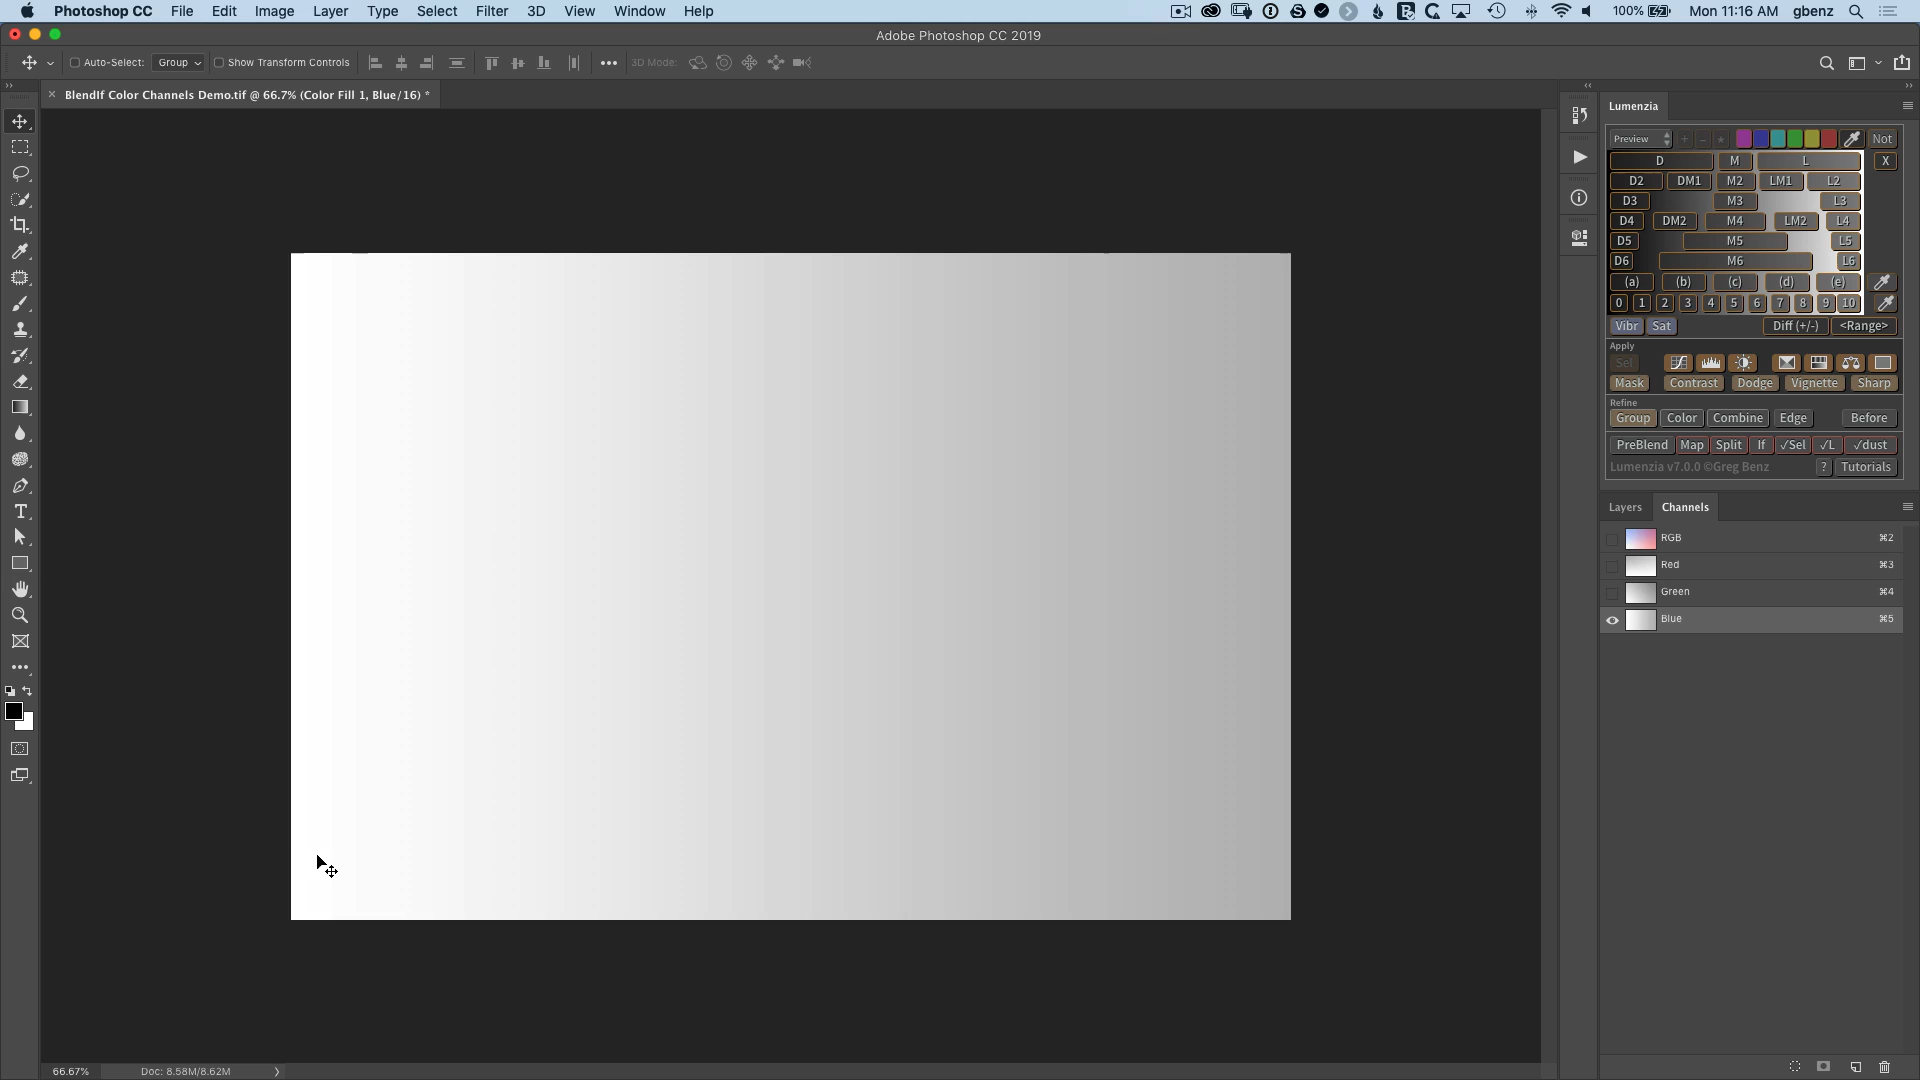 Photoshop CC File Edit Image Layer Type Select Filter 3D View Window Help 100% Mon 11:16 AM gbenz
Adobe Photoshop CC 2019
Auto-Select: Group Show Transform Controls 3D Mode:
BlendIf Color Channels Demo.tif @ 66.7% (Color Fill 1, Blue/16) *
Lumenzia
Preview + - Not
D M L X
D2 DM1 M2 LM1 L2
D3 M3 L3
D4 DM2 M4 LM2 L4
D5 M5 L5
D6 M6 L6
(a) (b) (c) (d) (e)
0 1 2 3 4 5 6 7 8 9 10
Vibr Sat Diff (+/-) <Range>
Apply
Sel
Mask Contrast Dodge Vignette Sharp
Refine
Group Color Combine Edge Before
PreBlend Map Split If √Sel √L √dust
Lumenzia v7.0.0 ©Greg Benz ? Tutorials
Layers Channels
RGB ⌘2
Red ⌘3
Green ⌘4
Blue ⌘5
66.67% Doc: 8.58M/8.62M